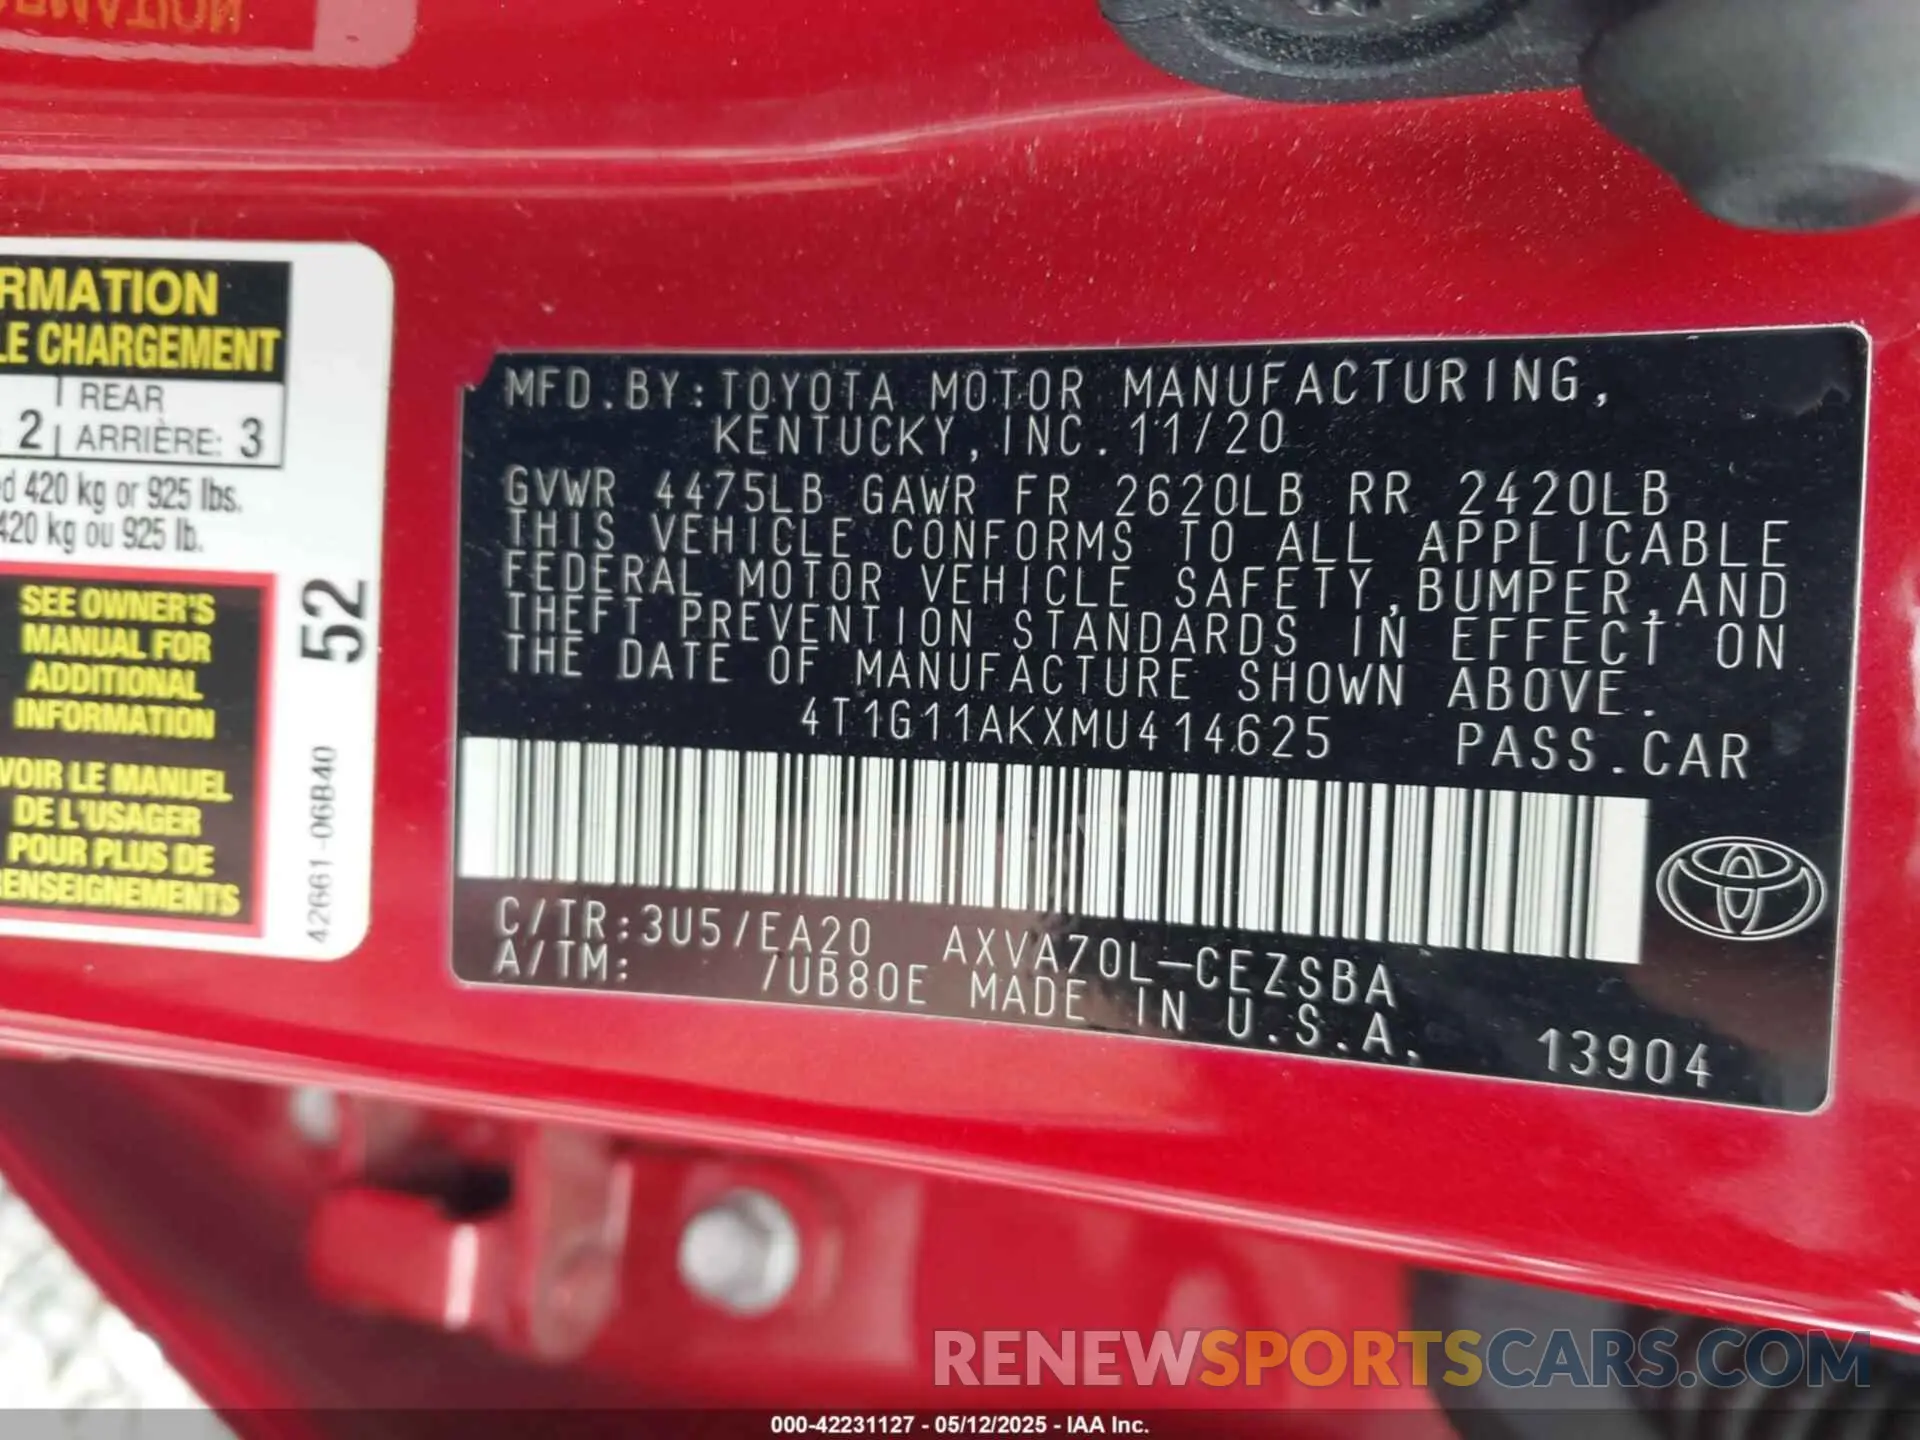 RMATION
LE CHARGEMENT
2 REAR
ARRIÈRE: 3
d 420 kg or 925 lbs.
420 kg ou 925 lb.
SEE OWNER'S
MANUAL FOR
ADDITIONAL
INFORMATION
VOIR LE MANUEL
DE L'USAGER
POUR PLUS DE
RENSEIGNEMENTS
52
42661-06B40
MFD.BY:TOYOTA MOTOR MANUFACTURING,
KENTUCKY,INC.11/20
GVWR 4475LB GAWR FR 2620LB RR 2420LB
THIS VEHICLE CONFORMS TO ALL APPLICABLE
FEDERAL MOTOR VEHICLE SAFETY,BUMPER,AND
THEFT PREVENTION STANDARDS IN EFFECT ON
THE DATE OF MANUFACTURE SHOWN ABOVE.
4T1G11AKXMU414625 PASS.CAR
C/TR:3U5/EA20 AXVA70L-CEZSBA
A/TM: /UB80E MADE IN U.S.A.
13904
RENEWSPORTSCARS.COM
000-42231127 - 05/12/2025 - IAA Inc.